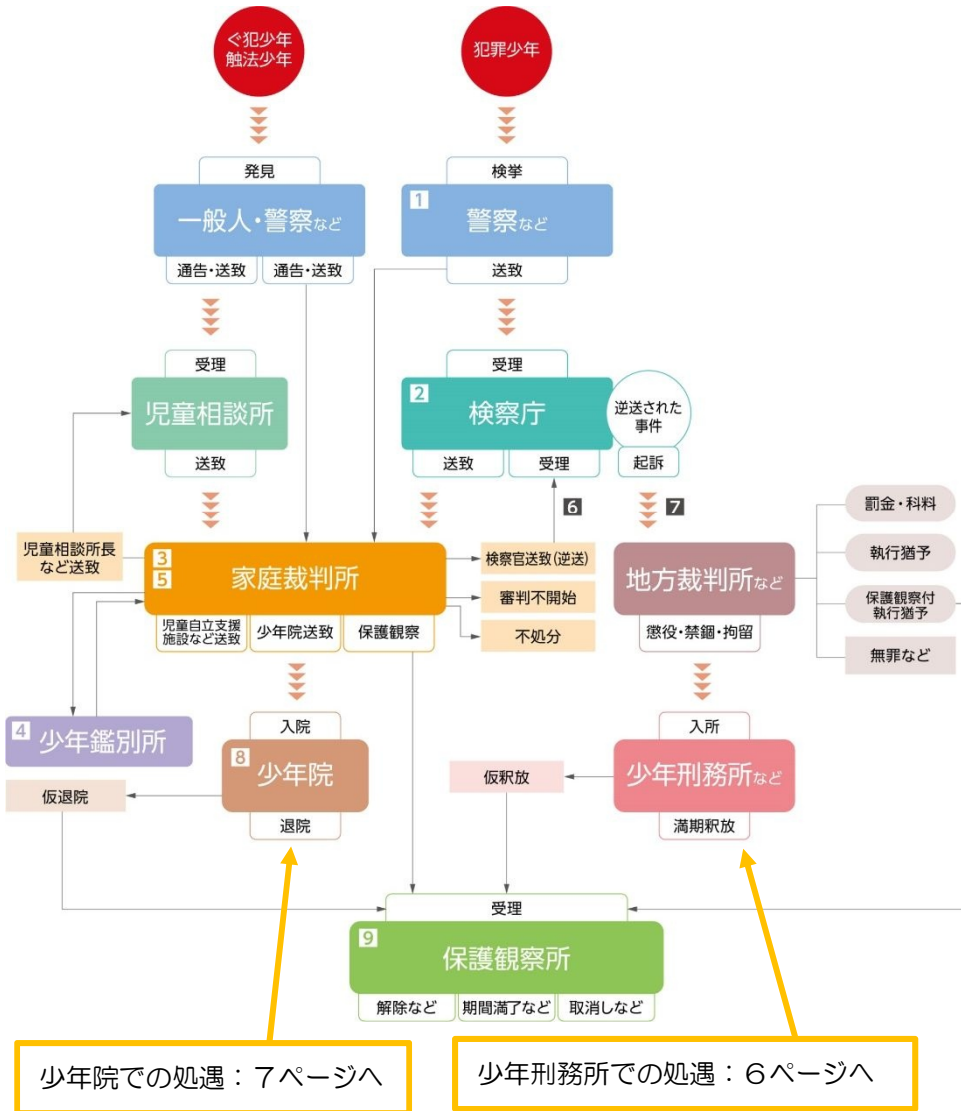 ぐ犯少年
触法少年
犯罪少年
発見
検挙
一般人・警察など
1
警察など
通告・送致
通告・送致
送致
受理
受理
児童相談所
2
検察庁
逆送された
事件
送致
送致
受理
起訴
6
7
罰金・科料
児童相談所長
など送致
3
5
家庭裁判所
検察官送致(逆送)
地方裁判所など
執行猶予
審判不開始
保護観察付
執行猶予
児童自立支援
施設など送致
少年院送致
保護観察
不処分
懲役・禁錮・拘留
無罪など
4
少年鑑別所
入院
入所
8
少年院
仮釈放
少年刑務所など
仮退院
退院
満期釈放
受理
9
保護観察所
解除など
期間満了など
取消しなど
少年院での処遇：７ページへ
少年刑務所での処遇：６ページへ